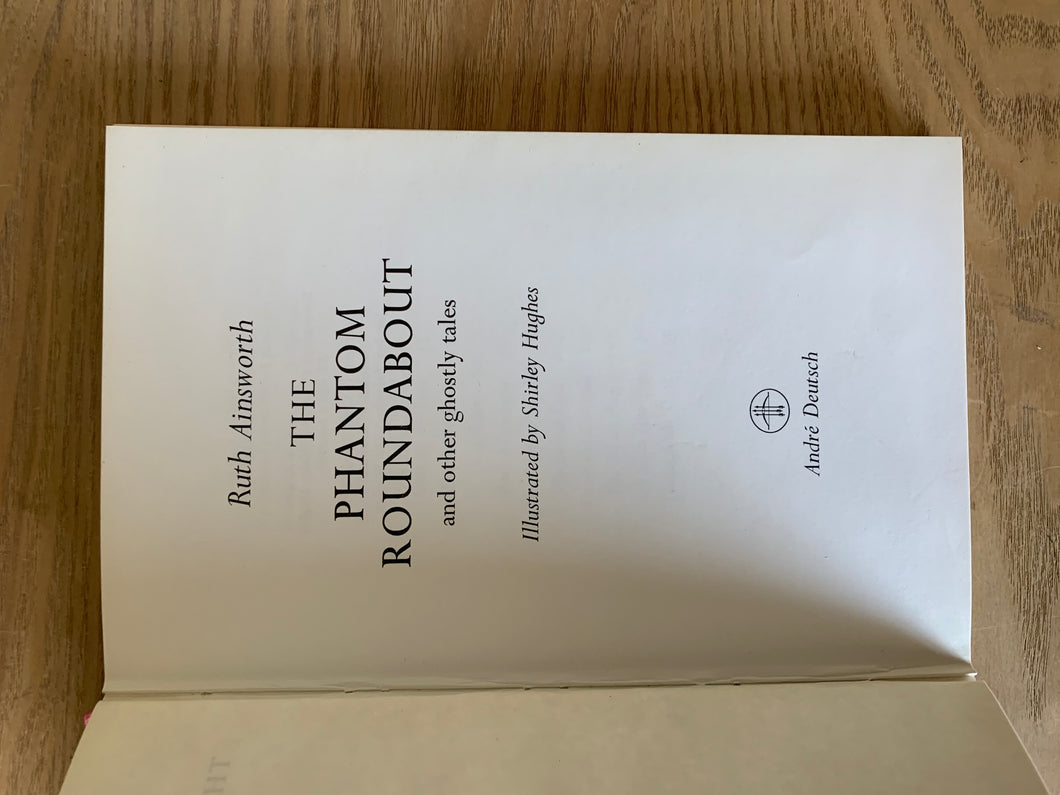 Ruth Ainsworth
THE
PHANTOM
ROUNDABOUT
and other ghostly tales
Illustrated by Shirley Hughes
André Deutsch